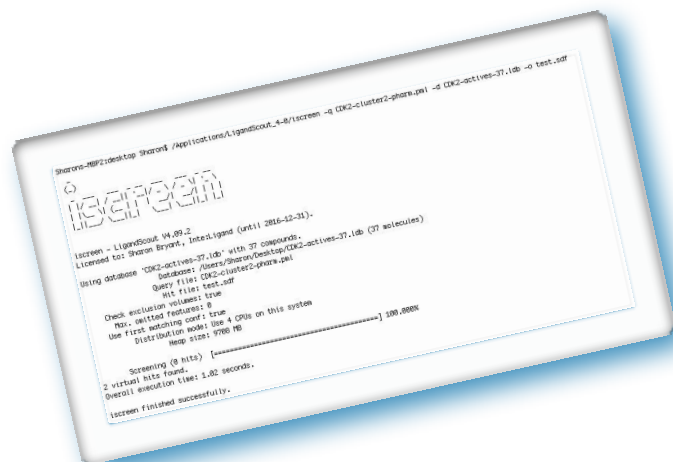 Sharons-MBP2:desktop Sharon$ /Applications/LigandScout_4-0/iscreen -q CDK2-cluster2-pharm.pml -d CDK2-actives-37.ldb -o test.sdf
iscreen
iscreen - LigandScout V4.09.2
Licensed to: Sharon Bryant, Inte:Ligand (until 2016-12-31).
Using database 'CDK2-actives-37.ldb' with 37 compounds.
Database: /Users/Sharon/Desktop/CDK2-actives-37.ldb (37 molecules)
Query file: CDK2-cluster2-pharm.pml
Hit file: test.sdf
Check exclusion volumes: true
Max. omitted features: 0
Use first matching conf: true
Distribution mode: Use 4 CPUs on this system
Heap size: 9708 MB
Screening (0 hits) [========================================] 100.000%
2 virtual hits found.
Overall execution time: 1.02 seconds.
iscreen finished successfully.